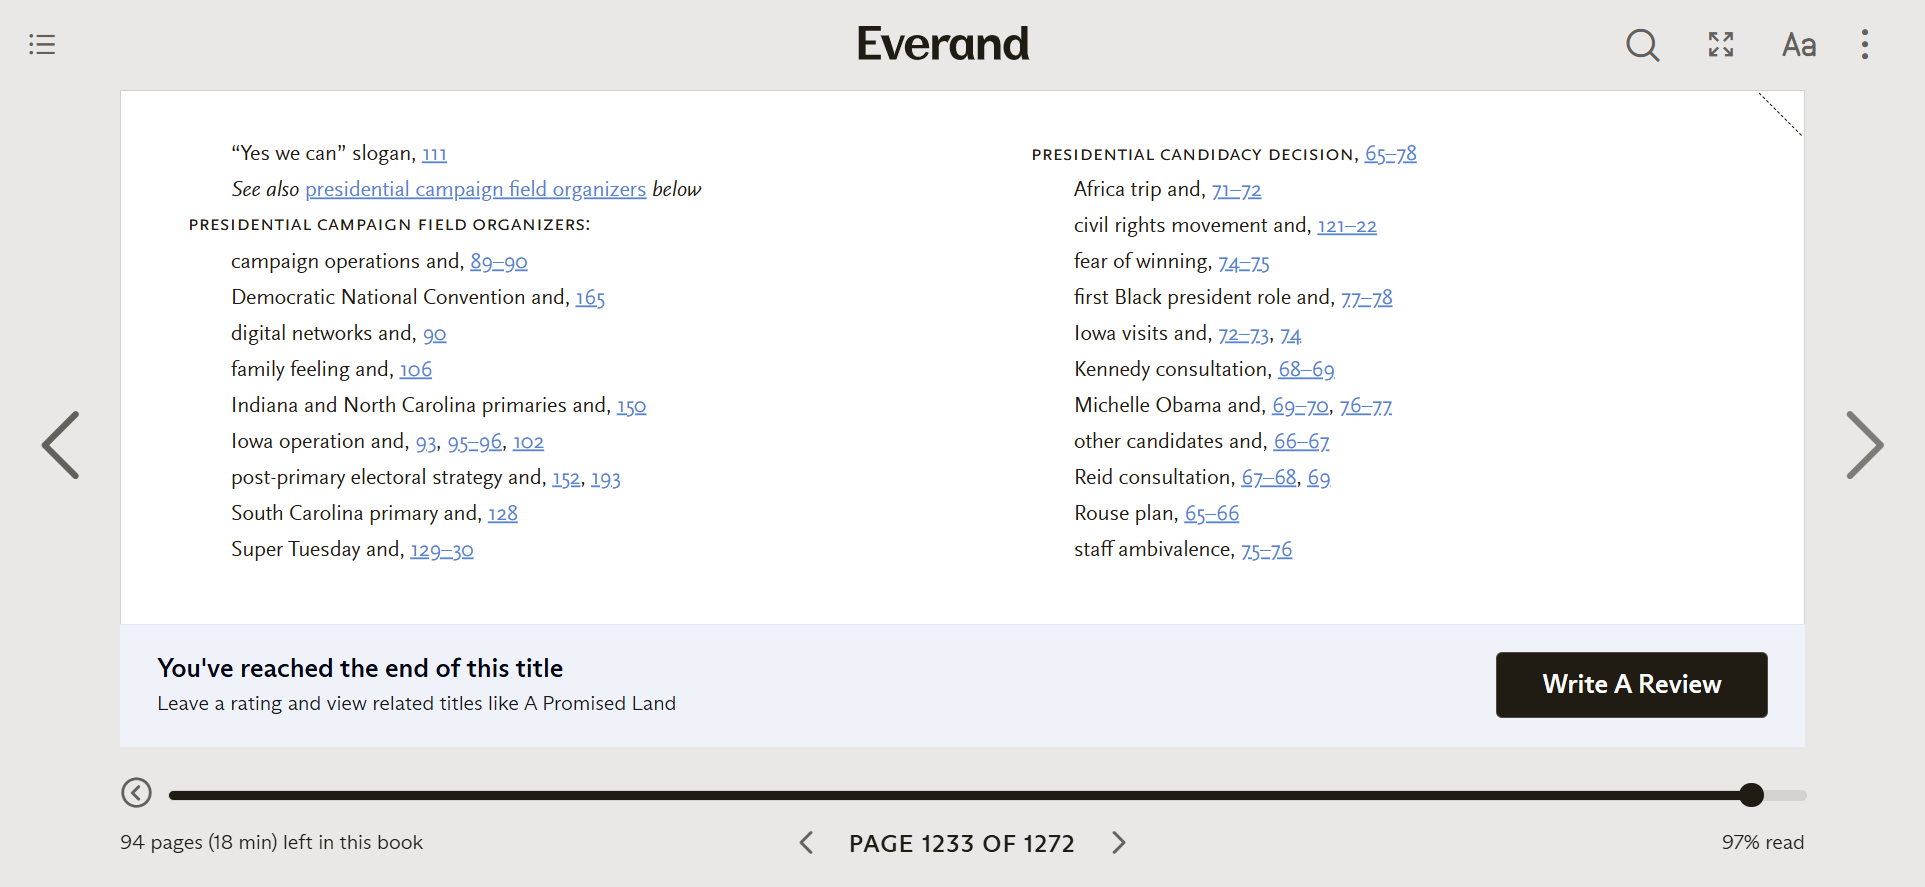 Everand
Aa
“Yes we can” slogan, 111
See also presidential campaign field organizers below
PRESIDENTIAL CAMPAIGN FIELD ORGANIZERS:
campaign operations and, 89–90
Democratic National Convention and, 165
digital networks and, 90
family feeling and, 106
Indiana and North Carolina primaries and, 150
Iowa operation and, 93, 95–96, 102
post-primary electoral strategy and, 152, 193
South Carolina primary and, 128
Super Tuesday and, 129–30
PRESIDENTIAL CANDIDACY DECISION, 65–78
Africa trip and, 71–72
civil rights movement and, 121–22
fear of winning, 74–75
first Black president role and, 77–78
Iowa visits and, 72–73, 74
Kennedy consultation, 68–69
Michelle Obama and, 69–70, 76–77
other candidates and, 66–67
Reid consultation, 67–68, 69
Rouse plan, 65–66
staff ambivalence, 75–76
You've reached the end of this title
Leave a rating and view related titles like A Promised Land
Write A Review
94 pages (18 min) left in this book
PAGE 1233 OF 1272
97% read